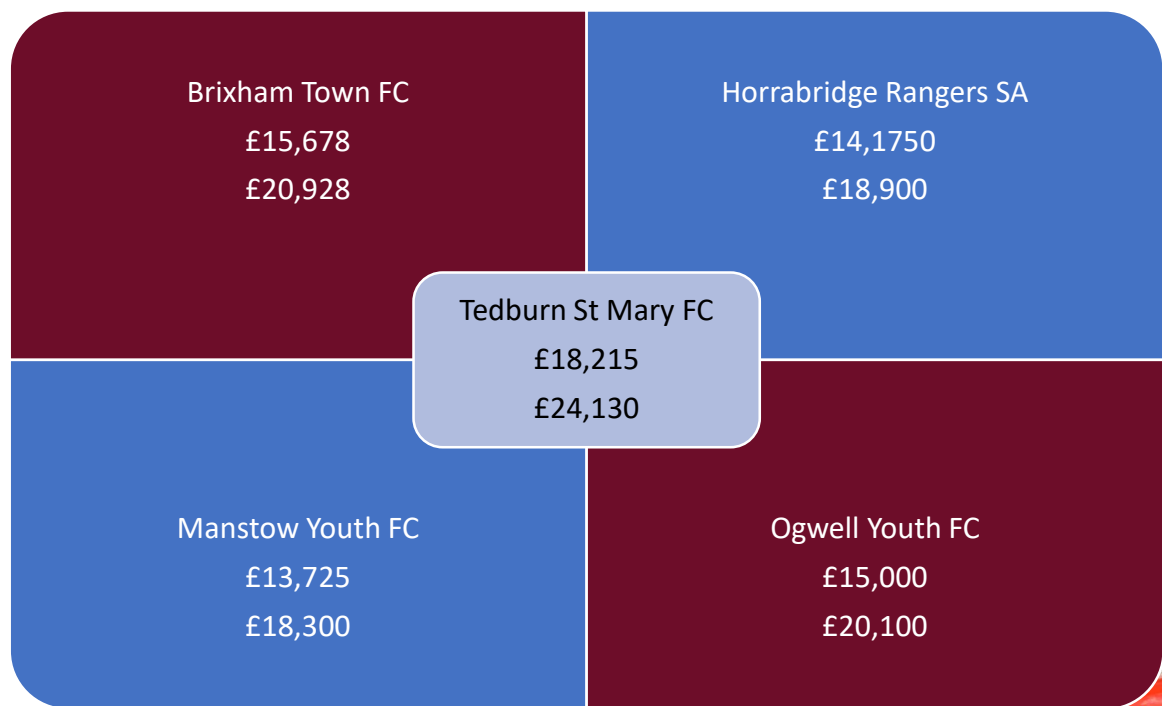 Brixham Town FC
£15,678
£20,928
Horrabridge Rangers SA
£14,1750
£18,900
Tedburn St Mary FC
£18,215
£24,130
Manstow Youth FC
£13,725
£18,300
Ogwell Youth FC
£15,000
£20,100